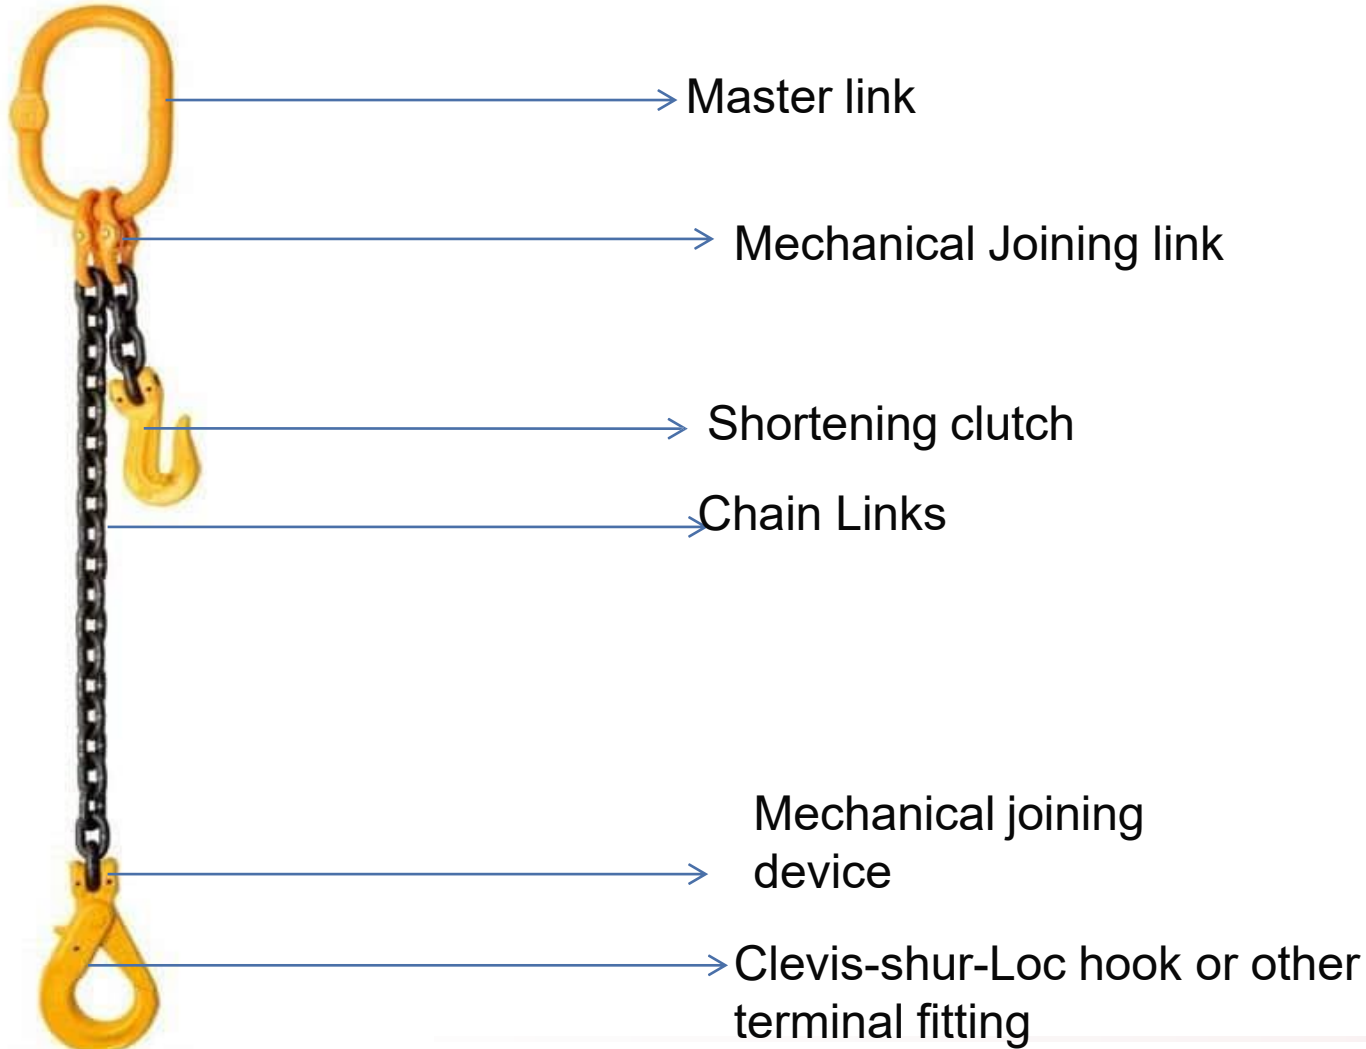 Master link
Mechanical Joining link
Shortening clutch
Chain Links
Mechanical joining
device
Clevis-shur-Loc hook or other
terminal fitting